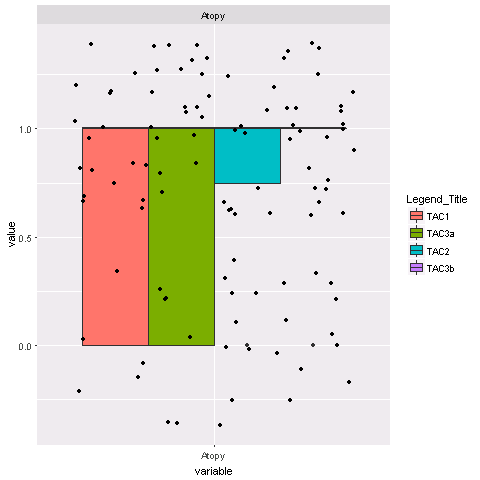 Atopy
1.0
0.5
0.0
value
Atopy
variable
Legend_Title
TAC1
TAC3a
TAC2
TAC3b